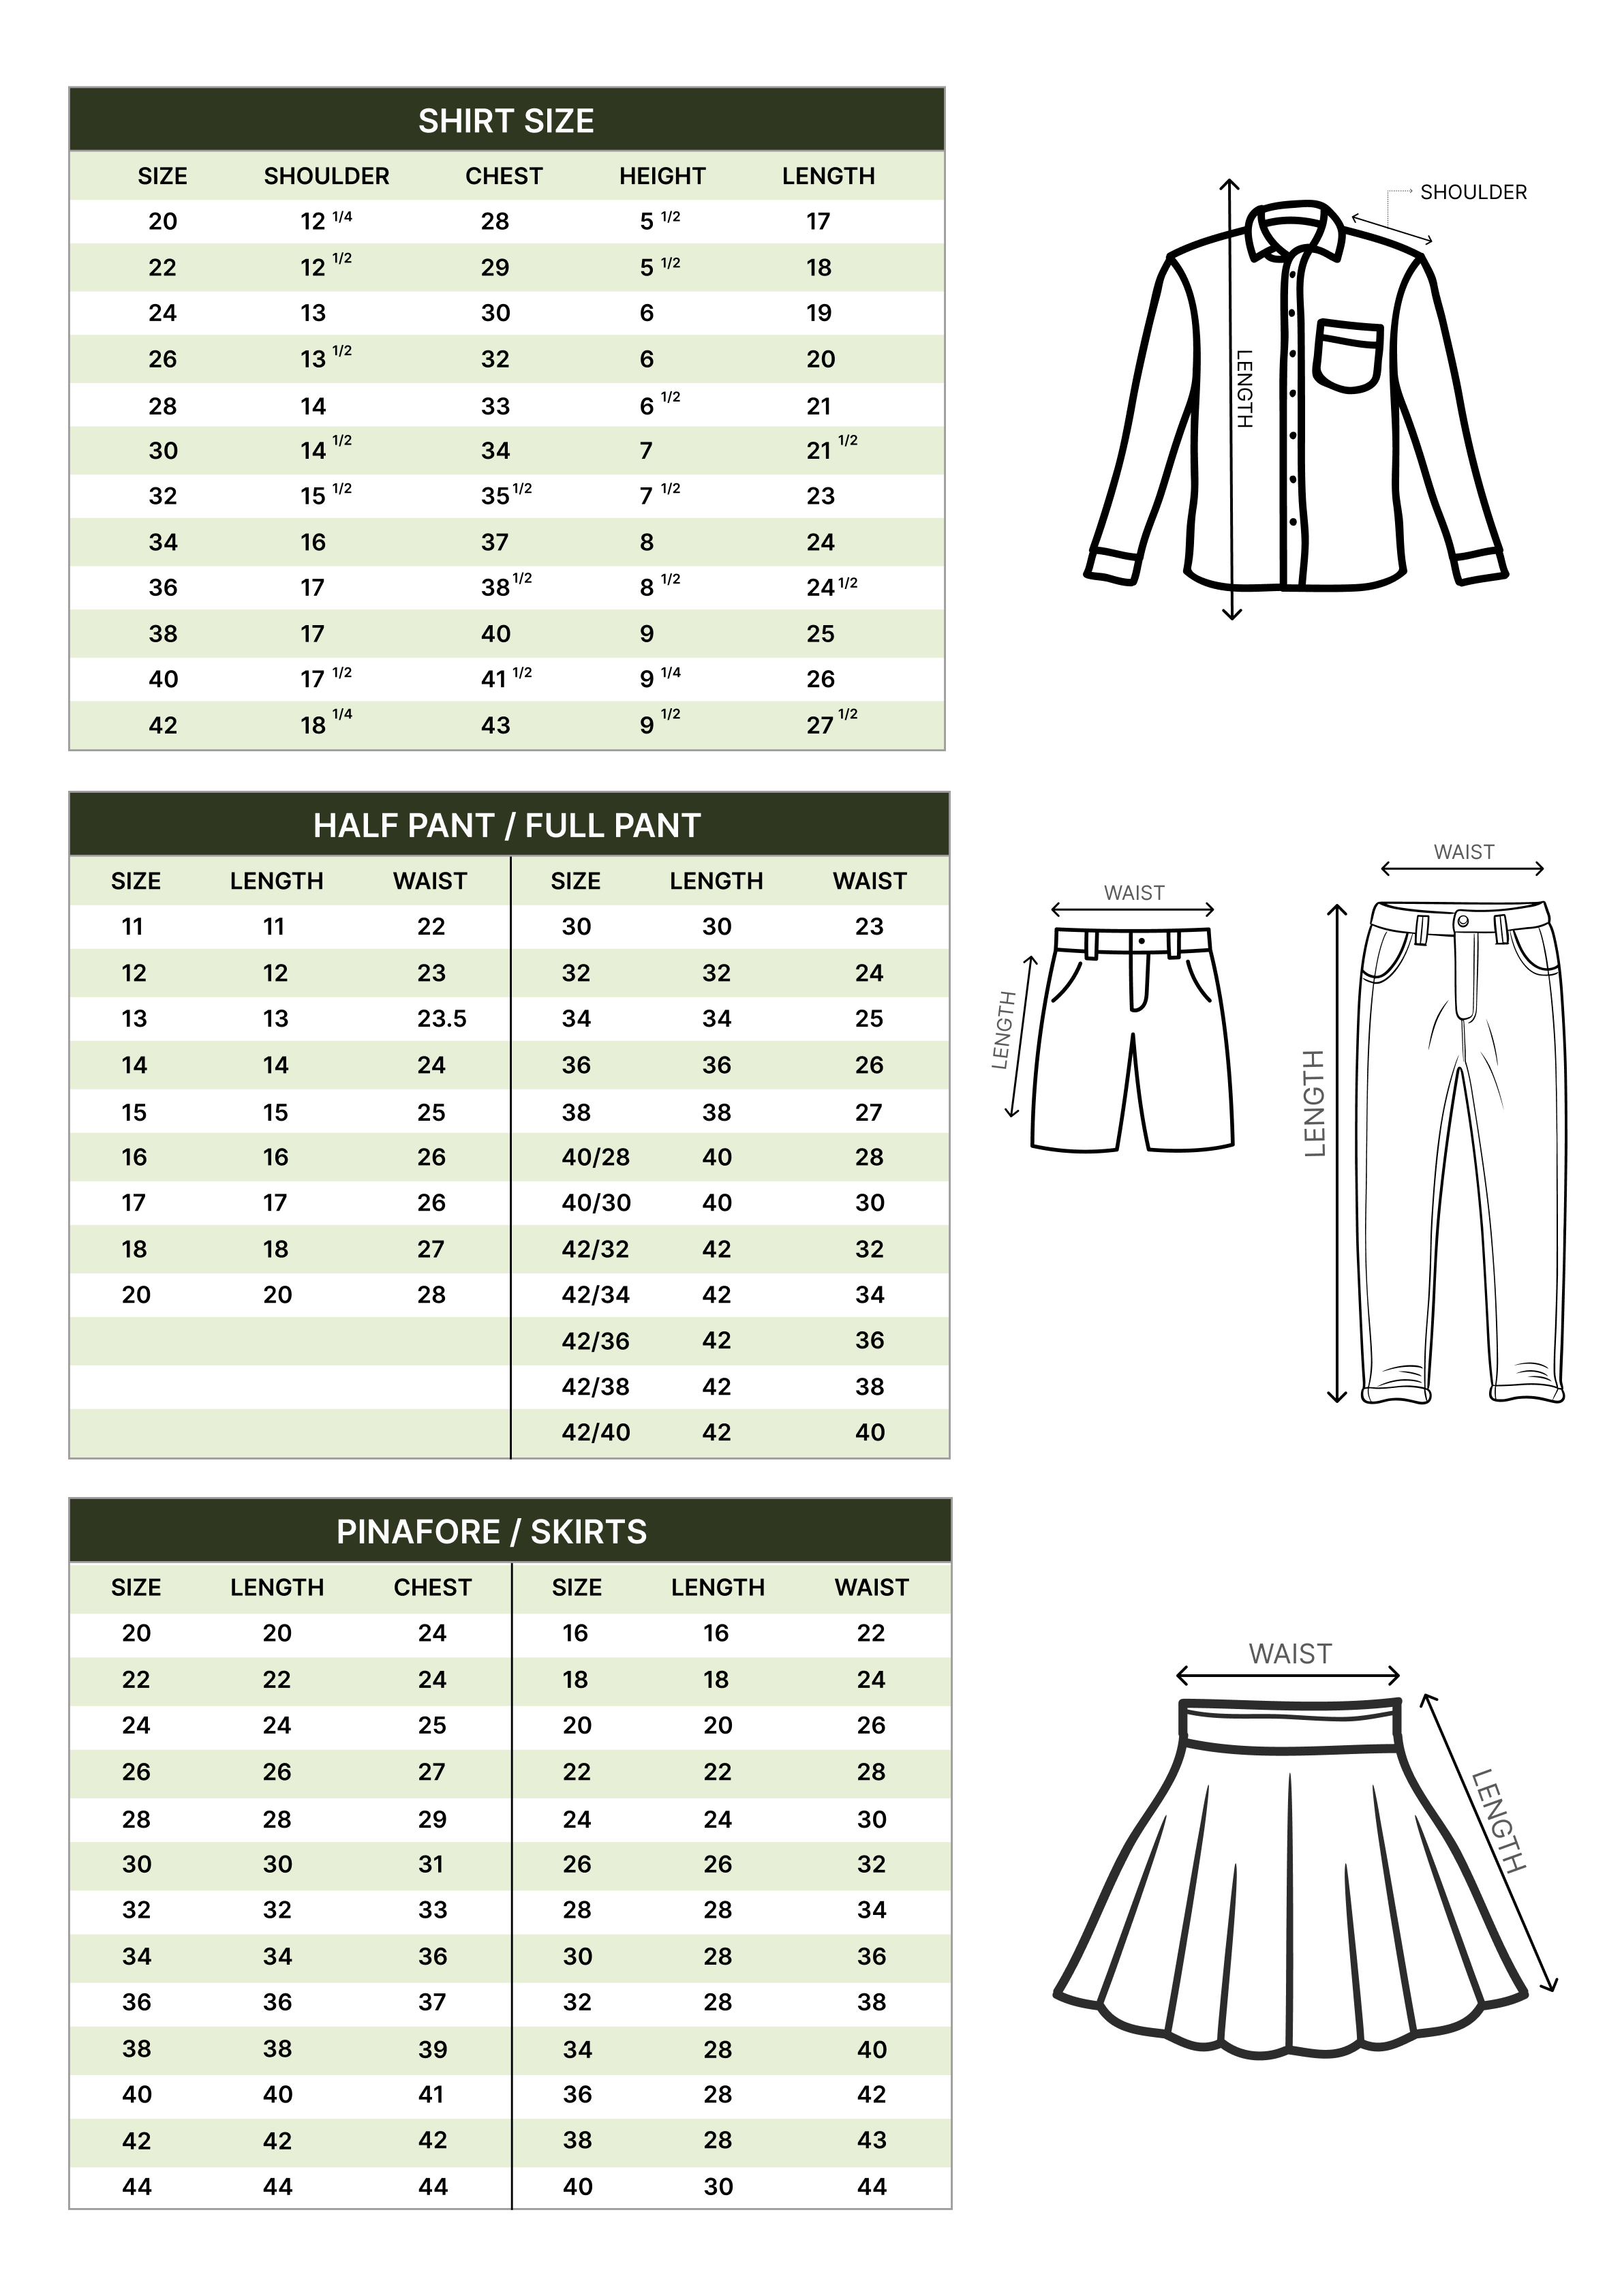 SHIRT SIZE
SIZE SHOULDER CHEST HEIGHT LENGTH
20 12 1/4 28 5 1/2 17
22 12 1/2 29 5 1/2 18
24 13 30 6 19
26 13 1/2 32 6 20
28 14 33 6 1/2 21
30 14 1/2 34 7 21 1/2
32 15 1/2 35 1/2 7 1/2 23
34 16 37 8 24
36 17 38 1/2 8 1/2 24 1/2
38 17 40 9 25
40 17 1/2 41 1/2 9 1/4 26
42 18 1/4 43 9 1/2 27 1/2
SHOULDER
LENGTH
HALF PANT / FULL PANT
SIZE LENGTH WAIST SIZE LENGTH WAIST
11 11 22 30 30 23
12 12 23 32 32 24
13 13 23.5 34 34 25
14 14 24 36 36 26
15 15 25 38 38 27
16 16 26 40/28 40 28
17 17 26 40/30 40 30
18 18 27 42/32 42 32
20 20 28 42/34 42 34
42/36 42 36
42/38 42 38
42/40 42 40
WAIST
LENGTH
WAIST
LENGTH
PINAFORE / SKIRTS
SIZE LENGTH CHEST SIZE LENGTH WAIST
20 20 24 16 16 22
22 22 24 18 18 24
24 24 25 20 20 26
26 26 27 22 22 28
28 28 29 24 24 30
30 30 31 26 26 32
32 32 33 28 28 34
34 34 36 30 28 36
36 36 37 32 28 38
38 38 39 34 28 40
40 40 41 36 28 42
42 42 42 38 28 43
44 44 44 40 30 44
WAIST
LENGTH